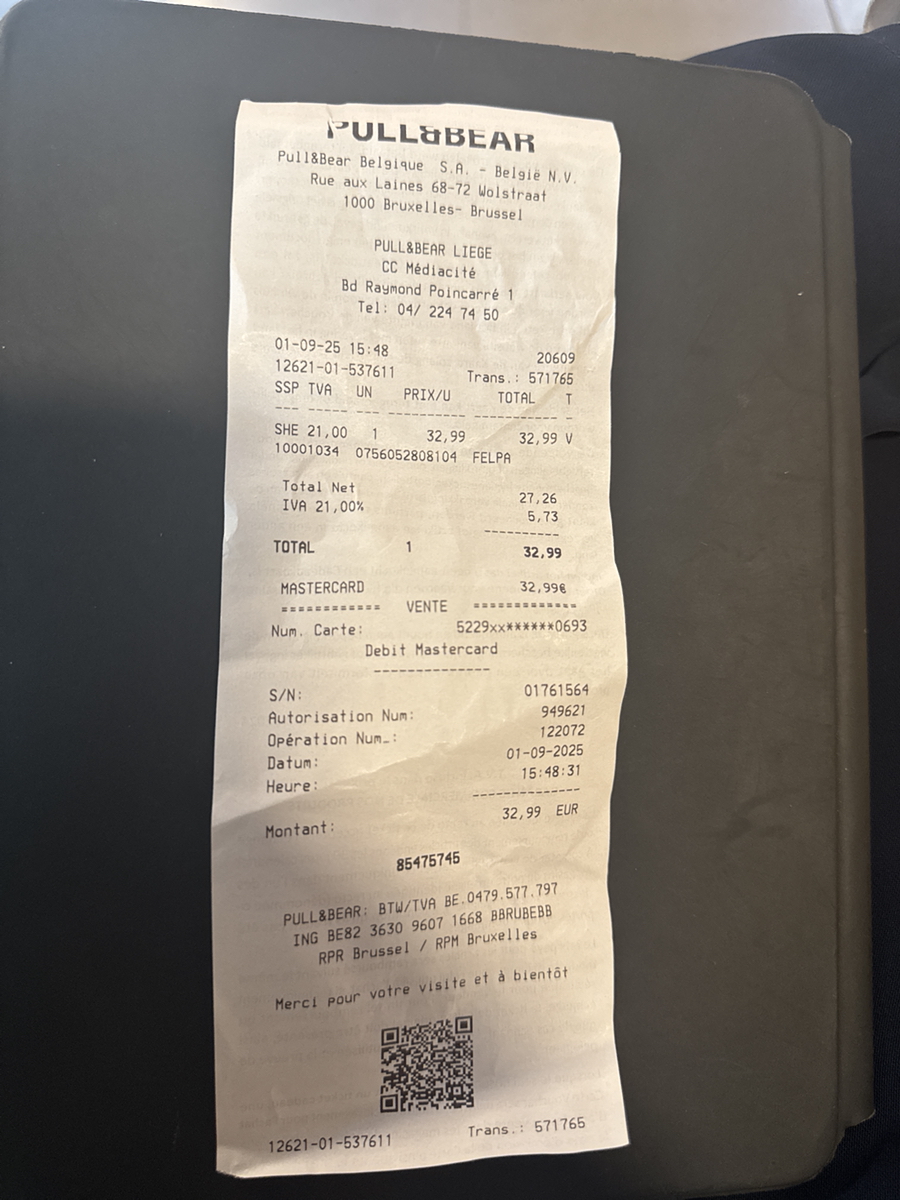 PULL&BEAR
Pull&Bear Belgique S.A. - België N.V.
Rue aux Laines 68-72 Wolstraat
1000 Bruxelles- Brussel
PULL&BEAR LIEGE
CC Médiacité
Bd Raymond Poincarré 1
Tel: 04/ 224 74 50
01-09-25 15:48 20609
12621-01-537611 Trans.: 571765
SSP TVA UN PRIX/U TOTAL T
--- ----- --- ---------- ----------- -
SHE 21,00 1 32,99 32,99 V
10001034 0756052808104 FELPA
Total Net 27,26
IVA 21,00% 5,73
----------
TOTAL 1 32,99
MASTERCARD 32,99€
============ VENTE ============
Num. Carte: 5229xx******0693
Debit Mastercard
--------------
S/N: 01761564
Autorisation Num: 949621
Opération Num_: 122072
Datum: 01-09-2025
Heure: 15:48:31
-------------
Montant: 32,99 EUR
85475745
PULL&BEAR: BTW/TVA BE.0479.577.797
ING BE82 3630 9607 1668 BBRUBEBB
RPR Brussel / RPM Bruxelles
Merci pour votre visite et à bientôt
12621-01-537611 Trans.: 571765